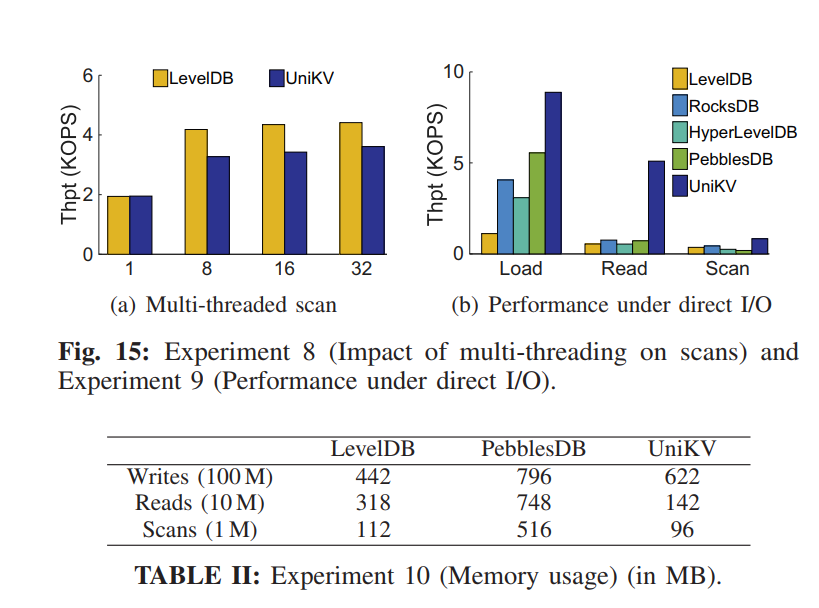 6
4
2
0
Thpt (KOPS)
LevelDB UniKV
1 8 16 32
(a) Multi-threaded scan
10
5
0
Thpt (KOPS)
LevelDB
RocksDB
HyperLevelDB
PebblesDB
UniKV
Load Read Scan
(b) Performance under direct I/O
Fig. 15: Experiment 8 (Impact of multi-threading on scans) and
Experiment 9 (Performance under direct I/O).
LevelDB PebblesDB UniKV
Writes (100 M) 442 796 622
Reads (10 M) 318 748 142
Scans (1 M) 112 516 96
TABLE II: Experiment 10 (Memory usage) (in MB).